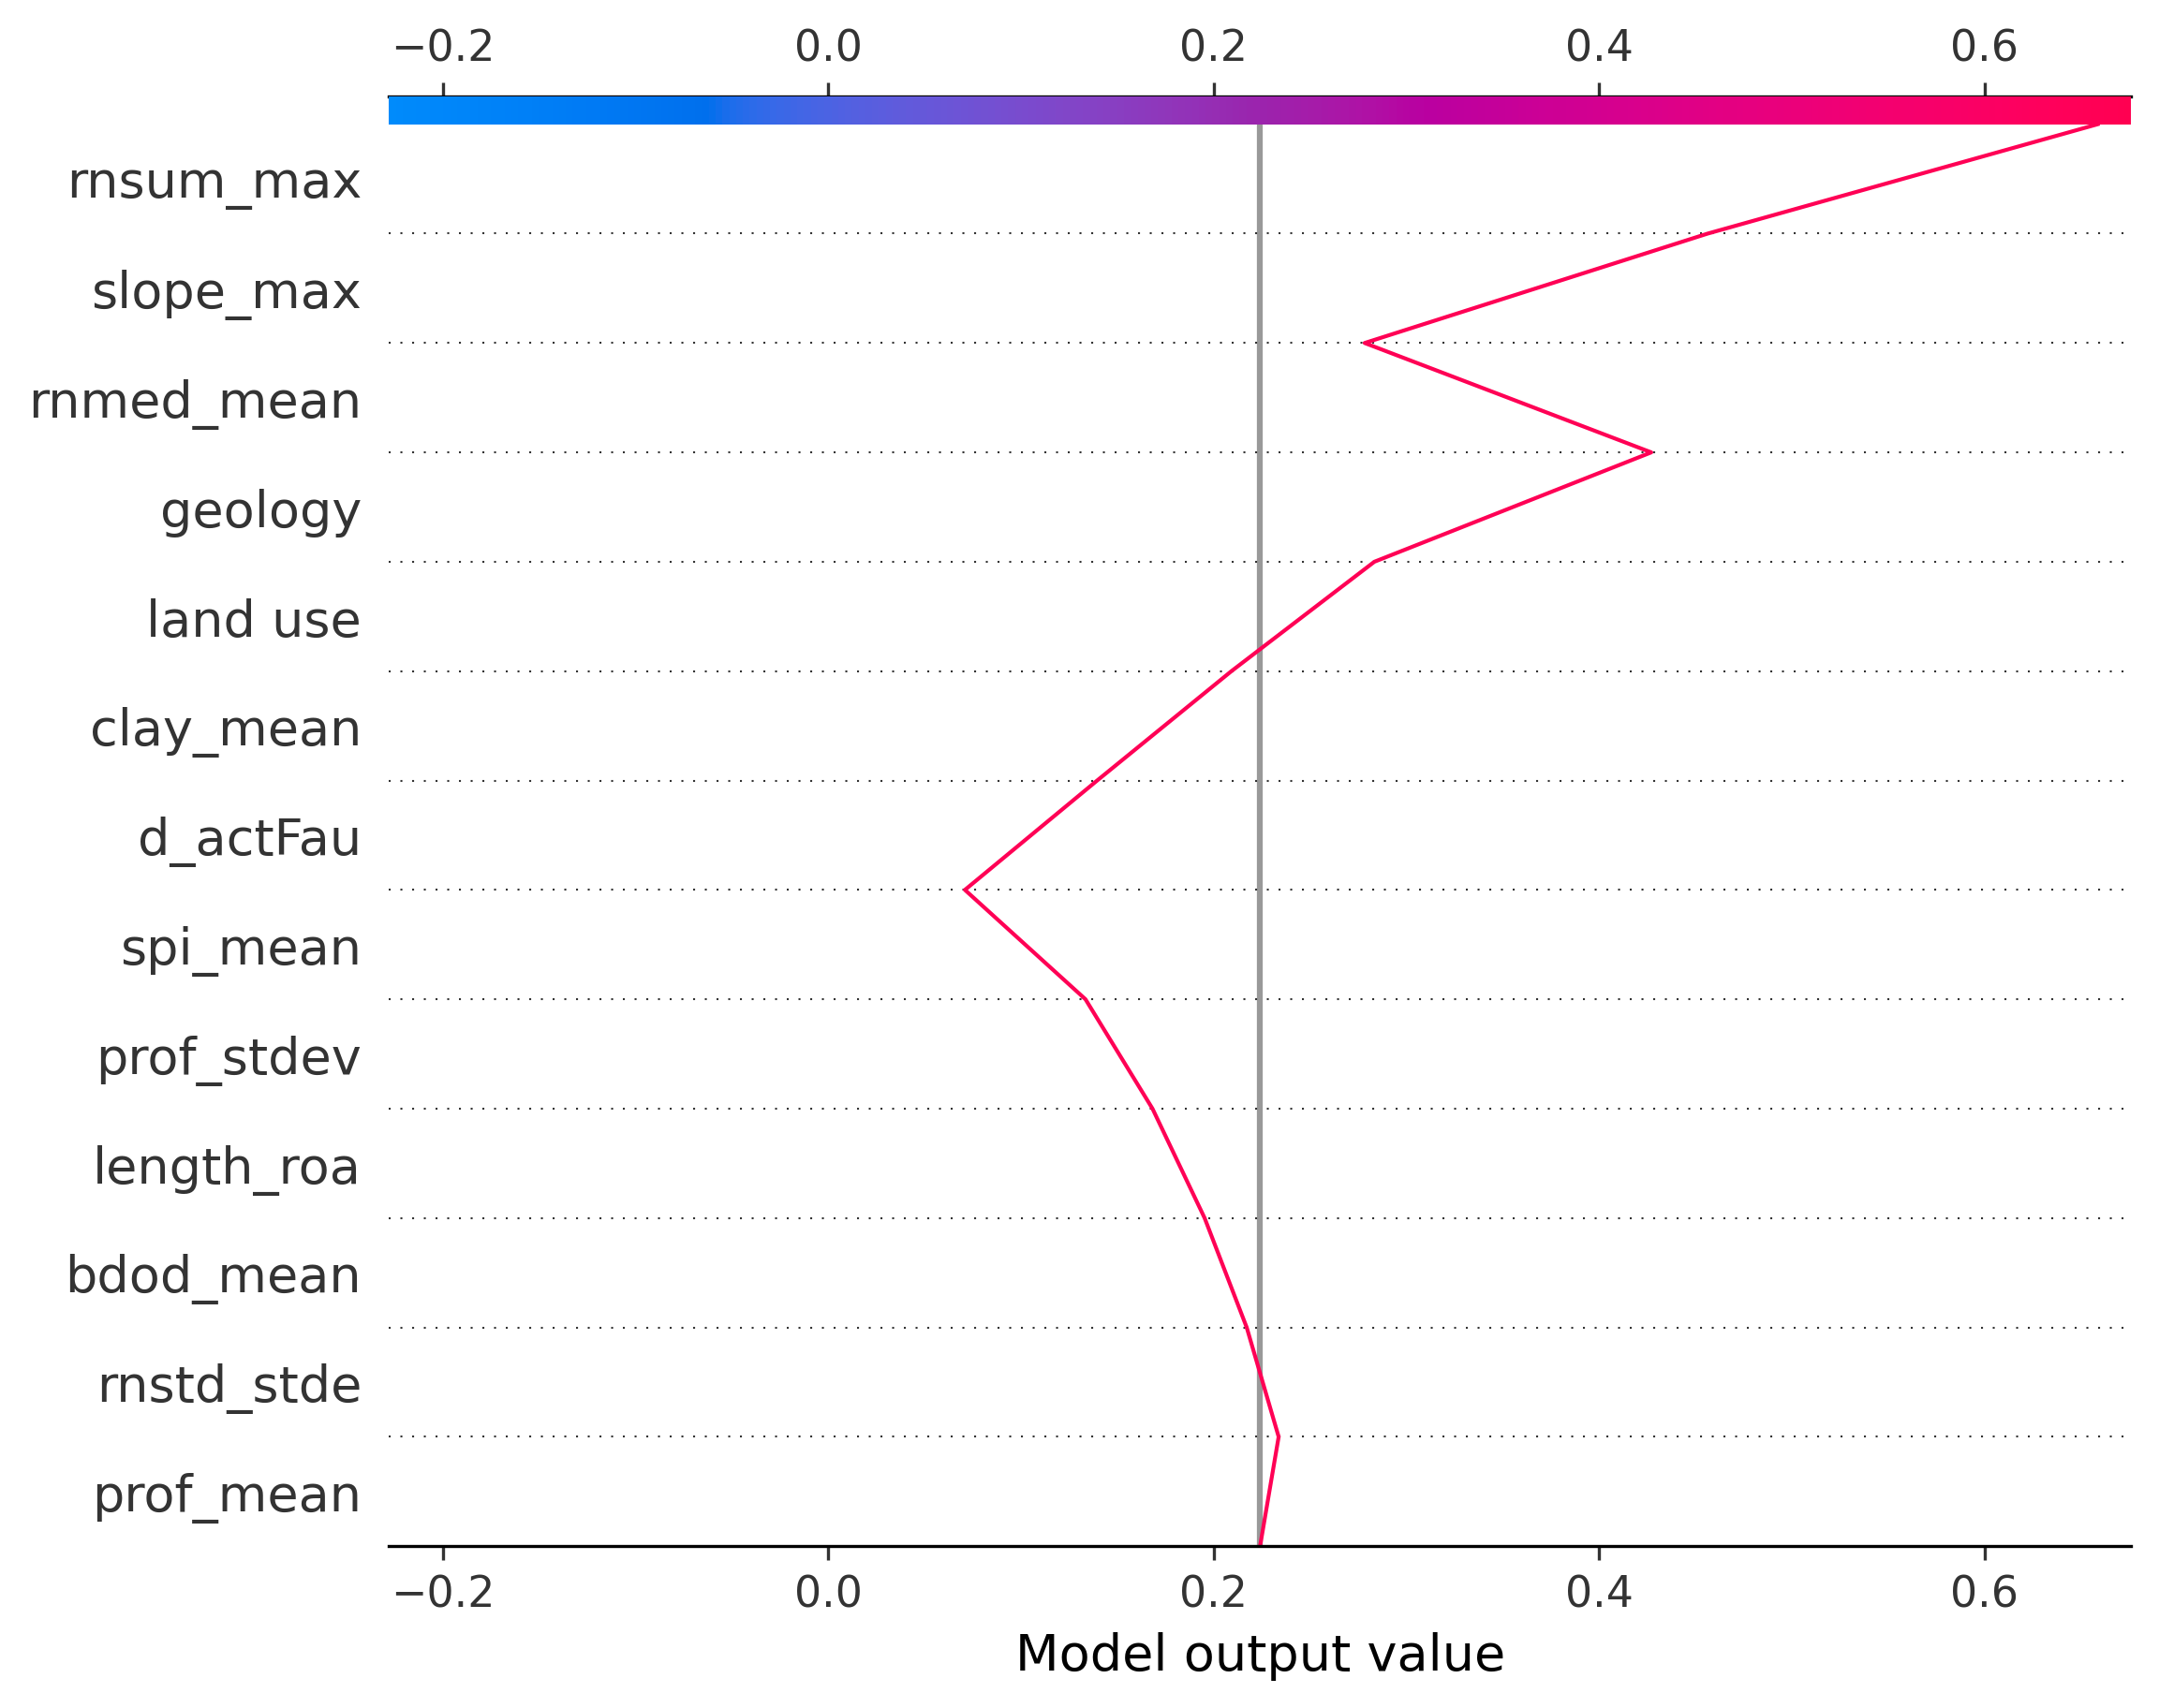 −0.2 0.0 0.2 0.4 0.6
rnsum_max
slope_max
rnmed_mean
geology
land use
clay_mean
d_actFau
spi_mean
prof_stdev
length_roa
bdod_mean
rnstd_stde
prof_mean
−0.2 0.0 0.2 0.4 0.6
Model output value